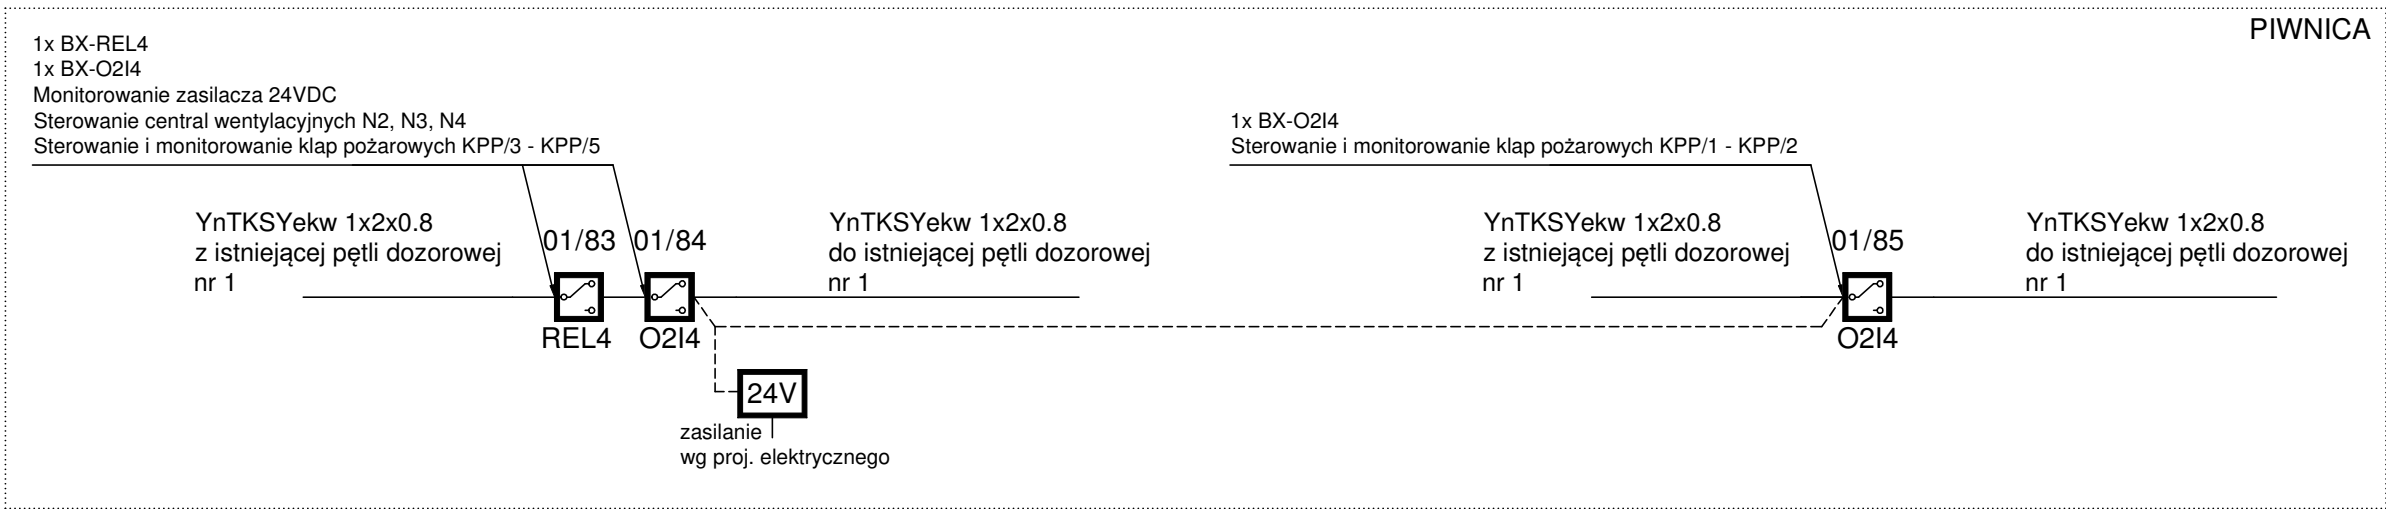 PIWNICA
1x BX-REL4
1x BX-O2I4
Monitorowanie zasilacza 24VDC
Sterowanie central wentylacyjnych N2, N3, N4
Sterowanie i monitorowanie klap pożarowych KPP/3 - KPP/5
1x BX-O2I4
Sterowanie i monitorowanie klap pożarowych KPP/1 - KPP/2
YnTKSYekw 1x2x0.8
z istniejącej pętli dozorowej
nr 1
01/83
01/84
YnTKSYekw 1x2x0.8
do istniejącej pętli dozorowej
nr 1
YnTKSYekw 1x2x0.8
z istniejącej pętli dozorowej
nr 1
01/85
YnTKSYekw 1x2x0.8
do istniejącej pętli dozorowej
nr 1
REL4
O2I4
O2I4
24V
zasilanie
wg proj. elektrycznego